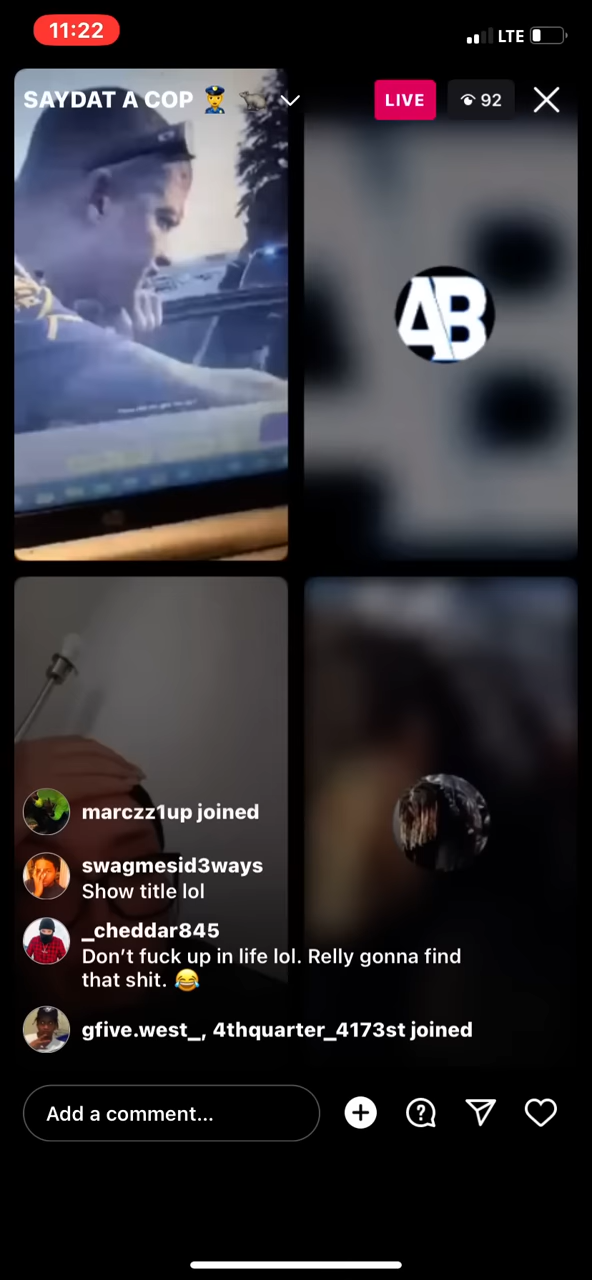 11:22
LTE
SAYDAT A COP 👮 🐀
LIVE
92
AB
marczz1up joined
swagmesid3ways
Show title lol
_cheddar845
Don’t fuck up in life lol. Relly gonna find
that shit. 😂
gfive.west_, 4thquarter_4173st joined
Add a comment...